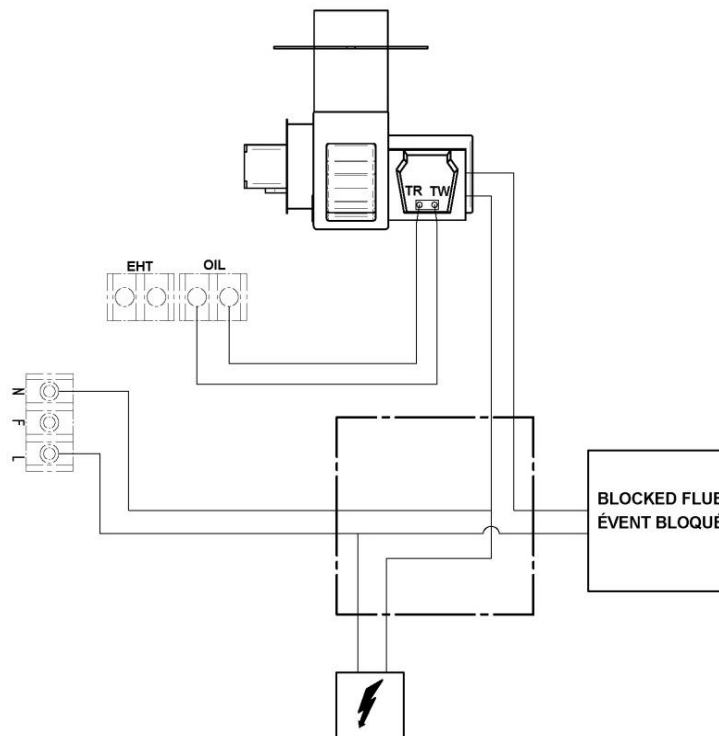 TR TW
EHT OIL
N
F
L
BLOCKED FLUE
ÉVENT BLOQUÉ